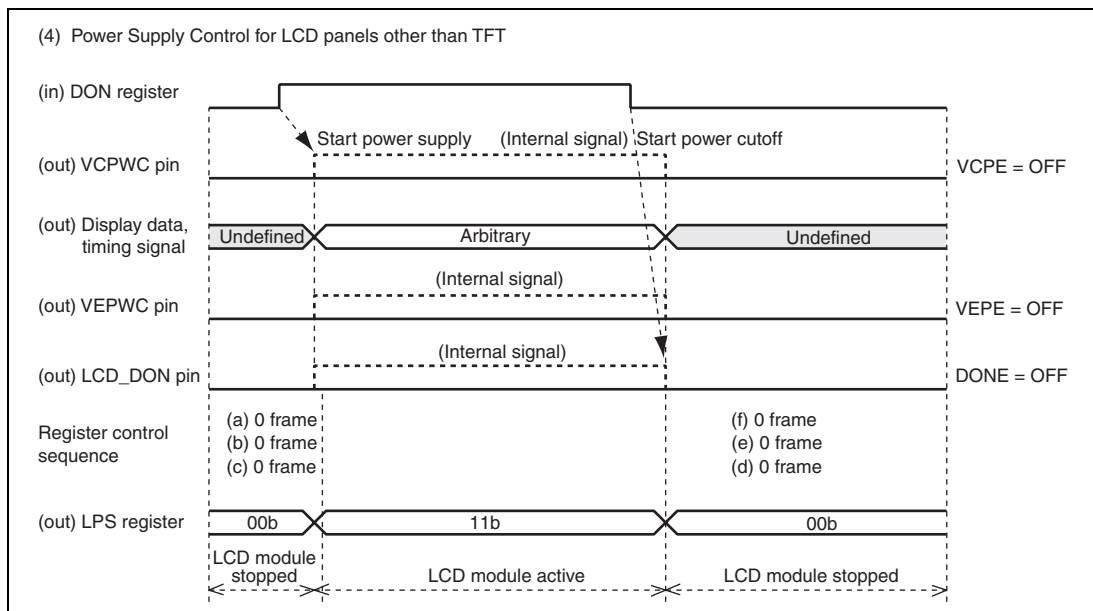 (4) Power Supply Control for LCD panels other than TFT
(in) DON register
Start power supply (Internal signal) Start power cutoff
(out) VCPWC pin VCPE = OFF
(out) Display data,
timing signal
Undefined Arbitrary Undefined
(Internal signal)
(out) VEPWC pin VEPE = OFF
(Internal signal)
(out) LCD_DON pin DONE = OFF
Register control
sequence
(a) 0 frame
(b) 0 frame
(c) 0 frame
(f) 0 frame
(e) 0 frame
(d) 0 frame
(out) LPS register 00b 11b 00b
LCD module
stopped
LCD module active
LCD module stopped